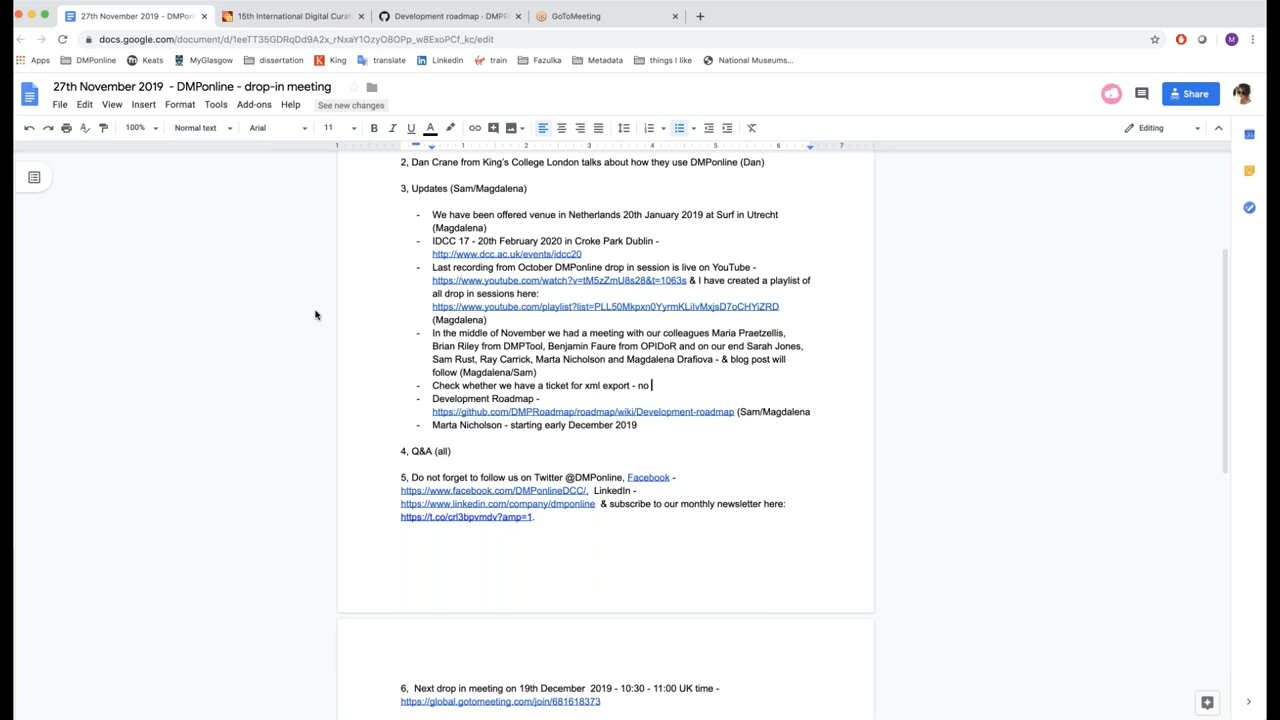 27th November 2019 - DMPon
15th International Digital Curat
Development roadmap · DMPR
GoToMeeting
docs.google.com/document/d/1eeTT35GDRqDd9A2x_rNxaY1OzyO8OPp_w8ExoPCf_kc/edit
M
Apps DMPonline Keats MyGlasgow dissertation King translate Linkedin train Fazulka Metadata things I like National Museums...
27th November 2019 - DMPonline - drop-in meeting
File Edit View Insert Format Tools Add-ons Help See new changes
Share
100% Normal text Arial 11 B I U A Editing
1 1 2 3 4 5 6 7
2, Dan Crane from King's College London talks about how they use DMPonline (Dan)
3, Updates (Sam/Magdalena)
- We have been offered venue in Netherlands 20th January 2019 at Surf in Utrecht
(Magdalena)
- IDCC 17 - 20th February 2020 in Croke Park Dublin -
http://www.dcc.ac.uk/events/idcc20
- Last recording from October DMPonline drop in session is live on YouTube -
https://www.youtube.com/watch?v=tM5zZmU8s28&t=1063s & I have created a playlist of
all drop in sessions here:
https://www.youtube.com/playlist?list=PLL50Mkpxn0YyrmKLiIvMxjsD7oCHYiZRD
(Magdalena)
- In the middle of November we had a meeting with our colleagues Maria Praetzellis,
Brian Riley from DMPTool, Benjamin Faure from OPIDoR and on our end Sarah Jones,
Sam Rust, Ray Carrick, Marta Nicholson and Magdalena Drafiova - & blog post will
follow (Magdalena/Sam)
- Check whether we have a ticket for xml export - no
- Development Roadmap -
https://github.com/DMPRoadmap/roadmap/wiki/Development-roadmap (Sam/Magdalena
- Marta Nicholson - starting early December 2019
4, Q&A (all)
5, Do not forget to follow us on Twitter @DMPonline, Facebook -
https://www.facebook.com/DMPonlineDCC/, LinkedIn -
https://www.linkedin.com/company/dmponline & subscribe to our monthly newsletter here:
https://t.co/crl3bpvmdv?amp=1.
6, Next drop in meeting on 19th December 2019 - 10:30 - 11:00 UK time -
https://global.gotomeeting.com/join/681618373